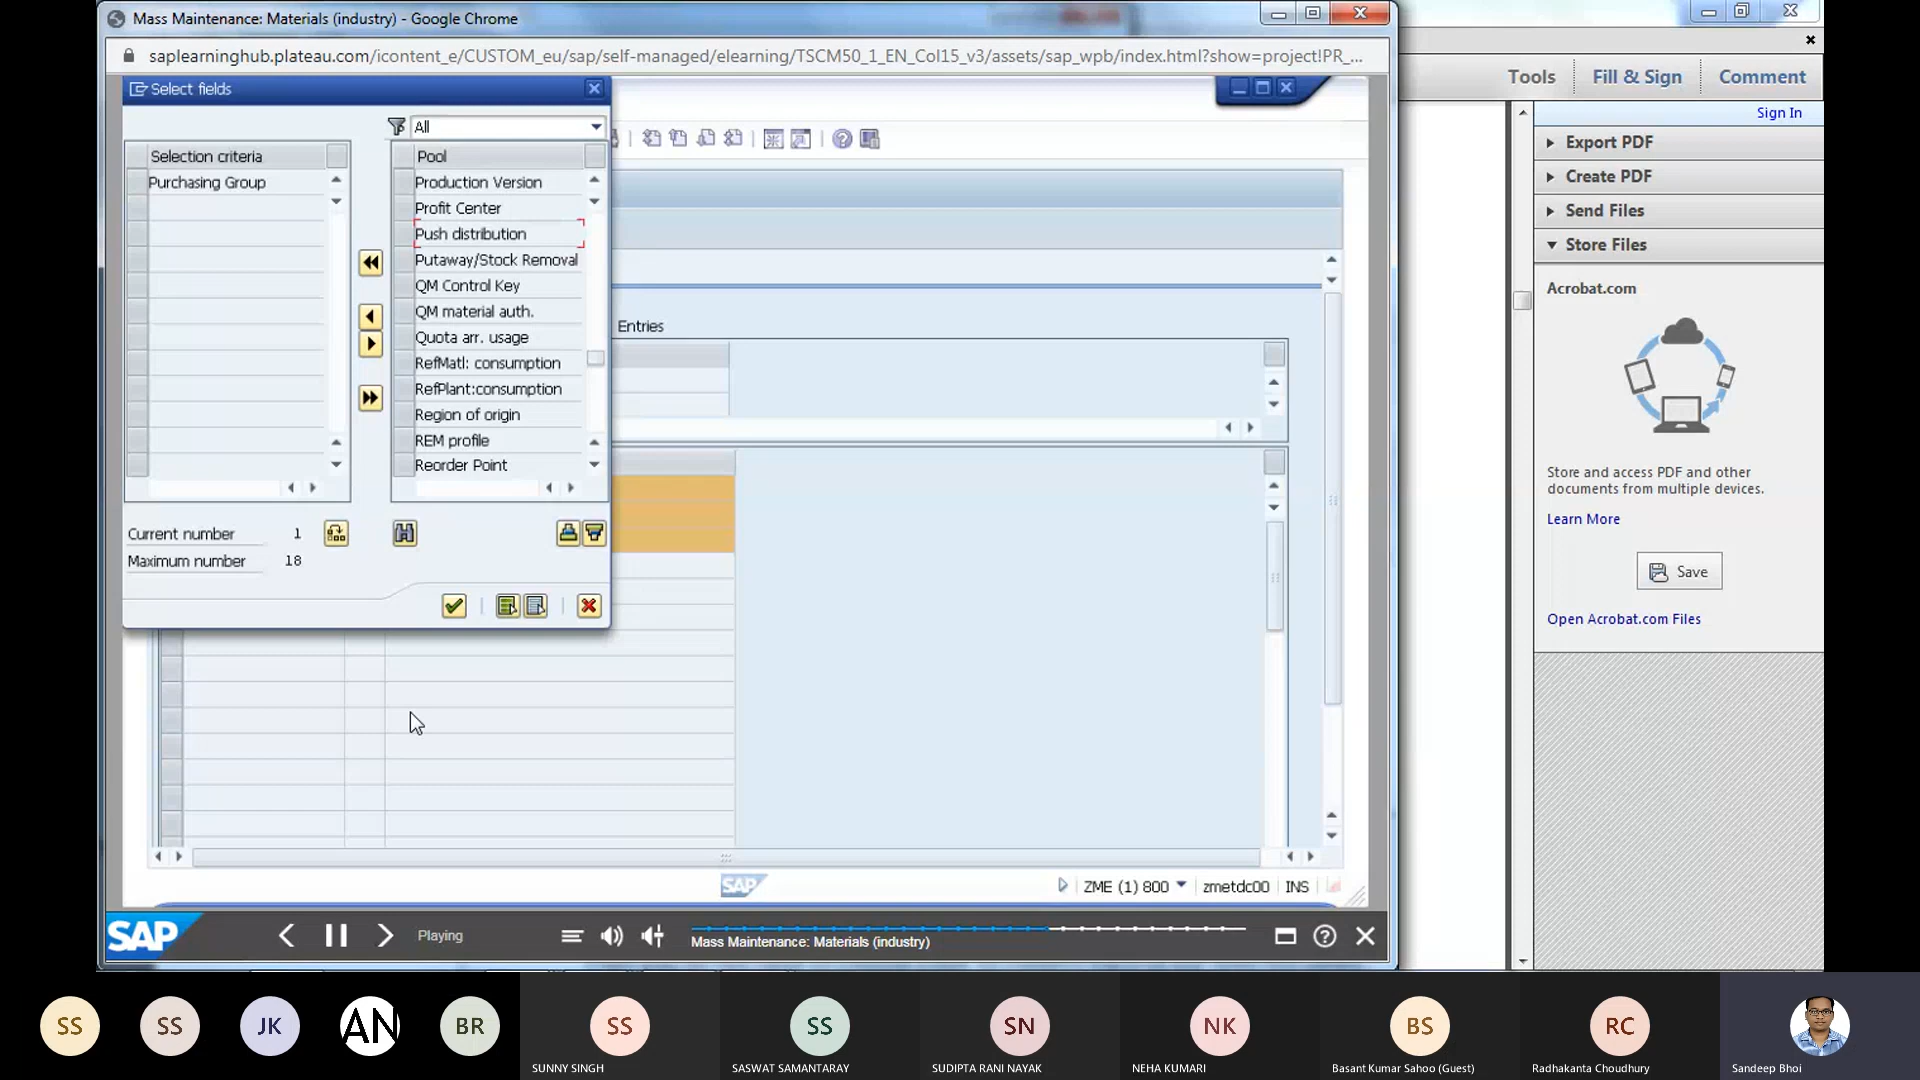 Mass Maintenance: Materials (industry) - Google Chrome
saplearninghub.plateau.com/icontent_e/CUSTOM_eu/sap/self-managed/elearning/TSCM50_1_EN_Col15_v3/assets/sap_wpb/index.html?show=project!PR_...
Select fields
All
Selection criteria
Pool
Purchasing Group
Production Version
Profit Center
Push distribution
Putaway/Stock Removal
QM Control Key
QM material auth.
Quota arr. usage
RefMatl: consumption
RefPlant:consumption
Region of origin
REM profile
Reorder Point
Current number 1
Maximum number 18
Entries
SAP
ZME (1) 800
zmetdc00
INS
SAP
Playing
Mass Maintenance: Materials (industry)
Tools
Fill & Sign
Comment
Sign In
Export PDF
Create PDF
Send Files
Store Files
Acrobat.com
Store and access PDF and other
documents from multiple devices.
Learn More
Save
Open Acrobat.com Files
SS
SS
JK
AN
BR
SS
SUNNY SINGH
SS
SASWAT SAMANTARAY
SN
SUDIPTA RANI NAYAK
NK
NEHA KUMARI
BS
Basant Kumar Sahoo (Guest)
RC
Radhakanta Choudhury
Sandeep Bhoi